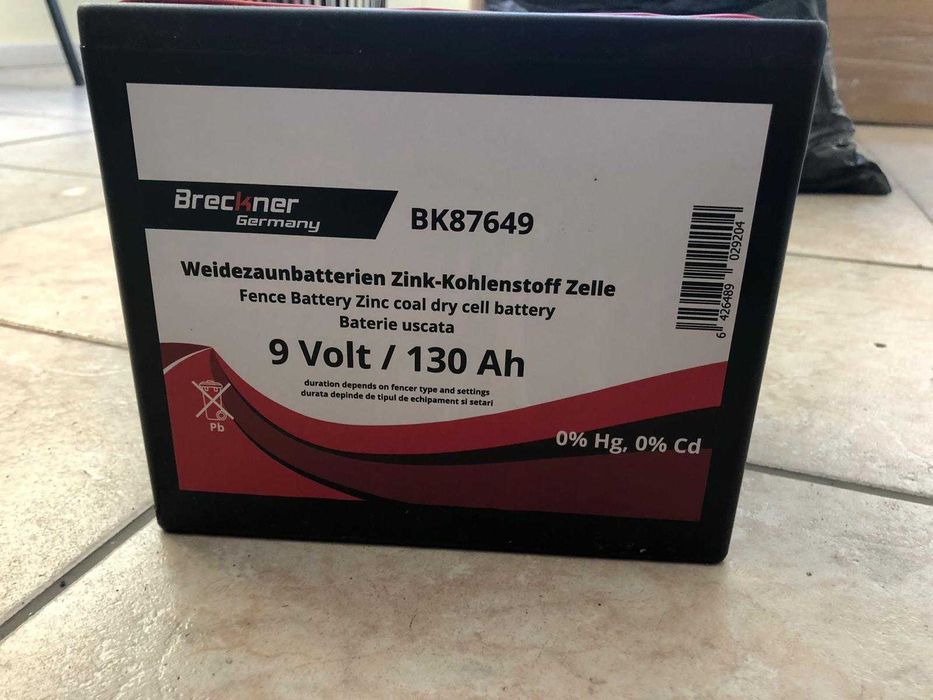 Breckner
Germany
BK87649
Weidezaunbatterien Zink-Kohlenstoff Zelle
Fence Battery Zinc coal dry cell battery
Baterie uscata
9 Volt / 130 Ah
duration depends on fencer type and settings
durata depinde de tipul de echipament si setari
Pb
0% Hg, 0% Cd
6 426489 029204